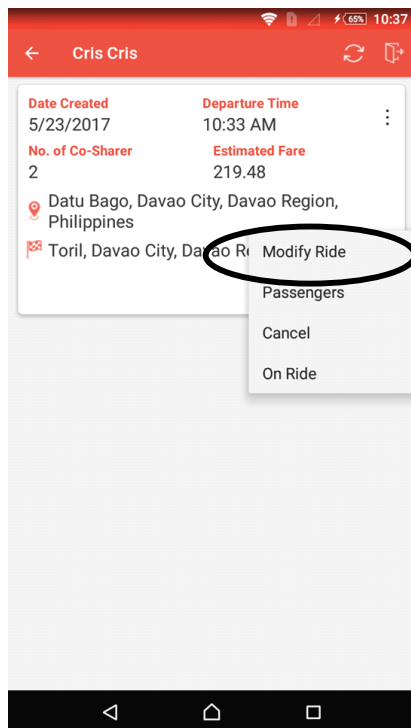 65% 10:37
Cris Cris
Date Created Departure Time
5/23/2017 10:33 AM
No. of Co-Sharer Estimated Fare
2 219.48
Datu Bago, Davao City, Davao Region,
Philippines
Toril, Davao City, Davao Re
Modify Ride
Passengers
Cancel
On Ride